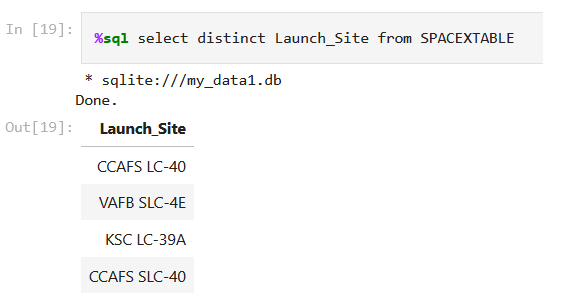 In [19]:
%sql select distinct Launch_Site from SPACEXTABLE
* sqlite:///my_data1.db
Done.
Out[19]:
Launch_Site
CCAFS LC-40
VAFB SLC-4E
KSC LC-39A
CCAFS SLC-40